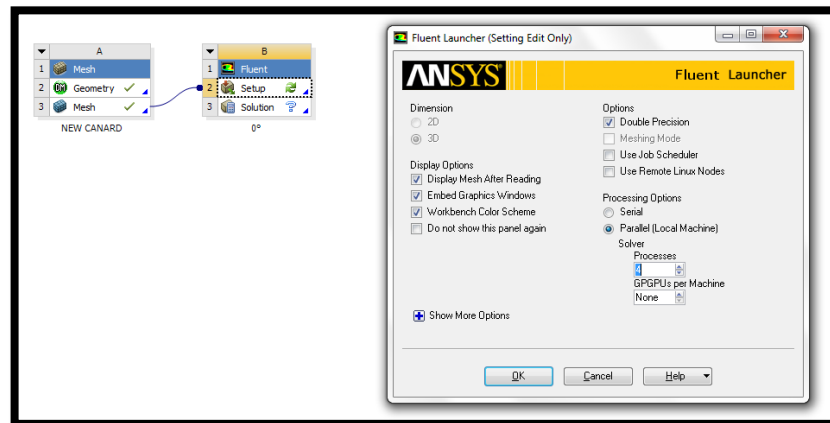 A
1 Mesh
2 Geometry
3 Mesh
NEW CANARD
B
1 Fluent
2 Setup
3 Solution
0°
Fluent Launcher (Setting Edit Only)
ANSYS
Fluent Launcher
Dimension
2D
3D
Display Options
Display Mesh After Reading
Embed Graphics Windows
Workbench Color Scheme
Do not show this panel again
Options
Double Precision
Meshing Mode
Use Job Scheduler
Use Remote Linux Nodes
Processing Options
Serial
Parallel (Local Machine)
Solver
Processes
4
GPGPUs per Machine
None
Show More Options
OK
Cancel
Help